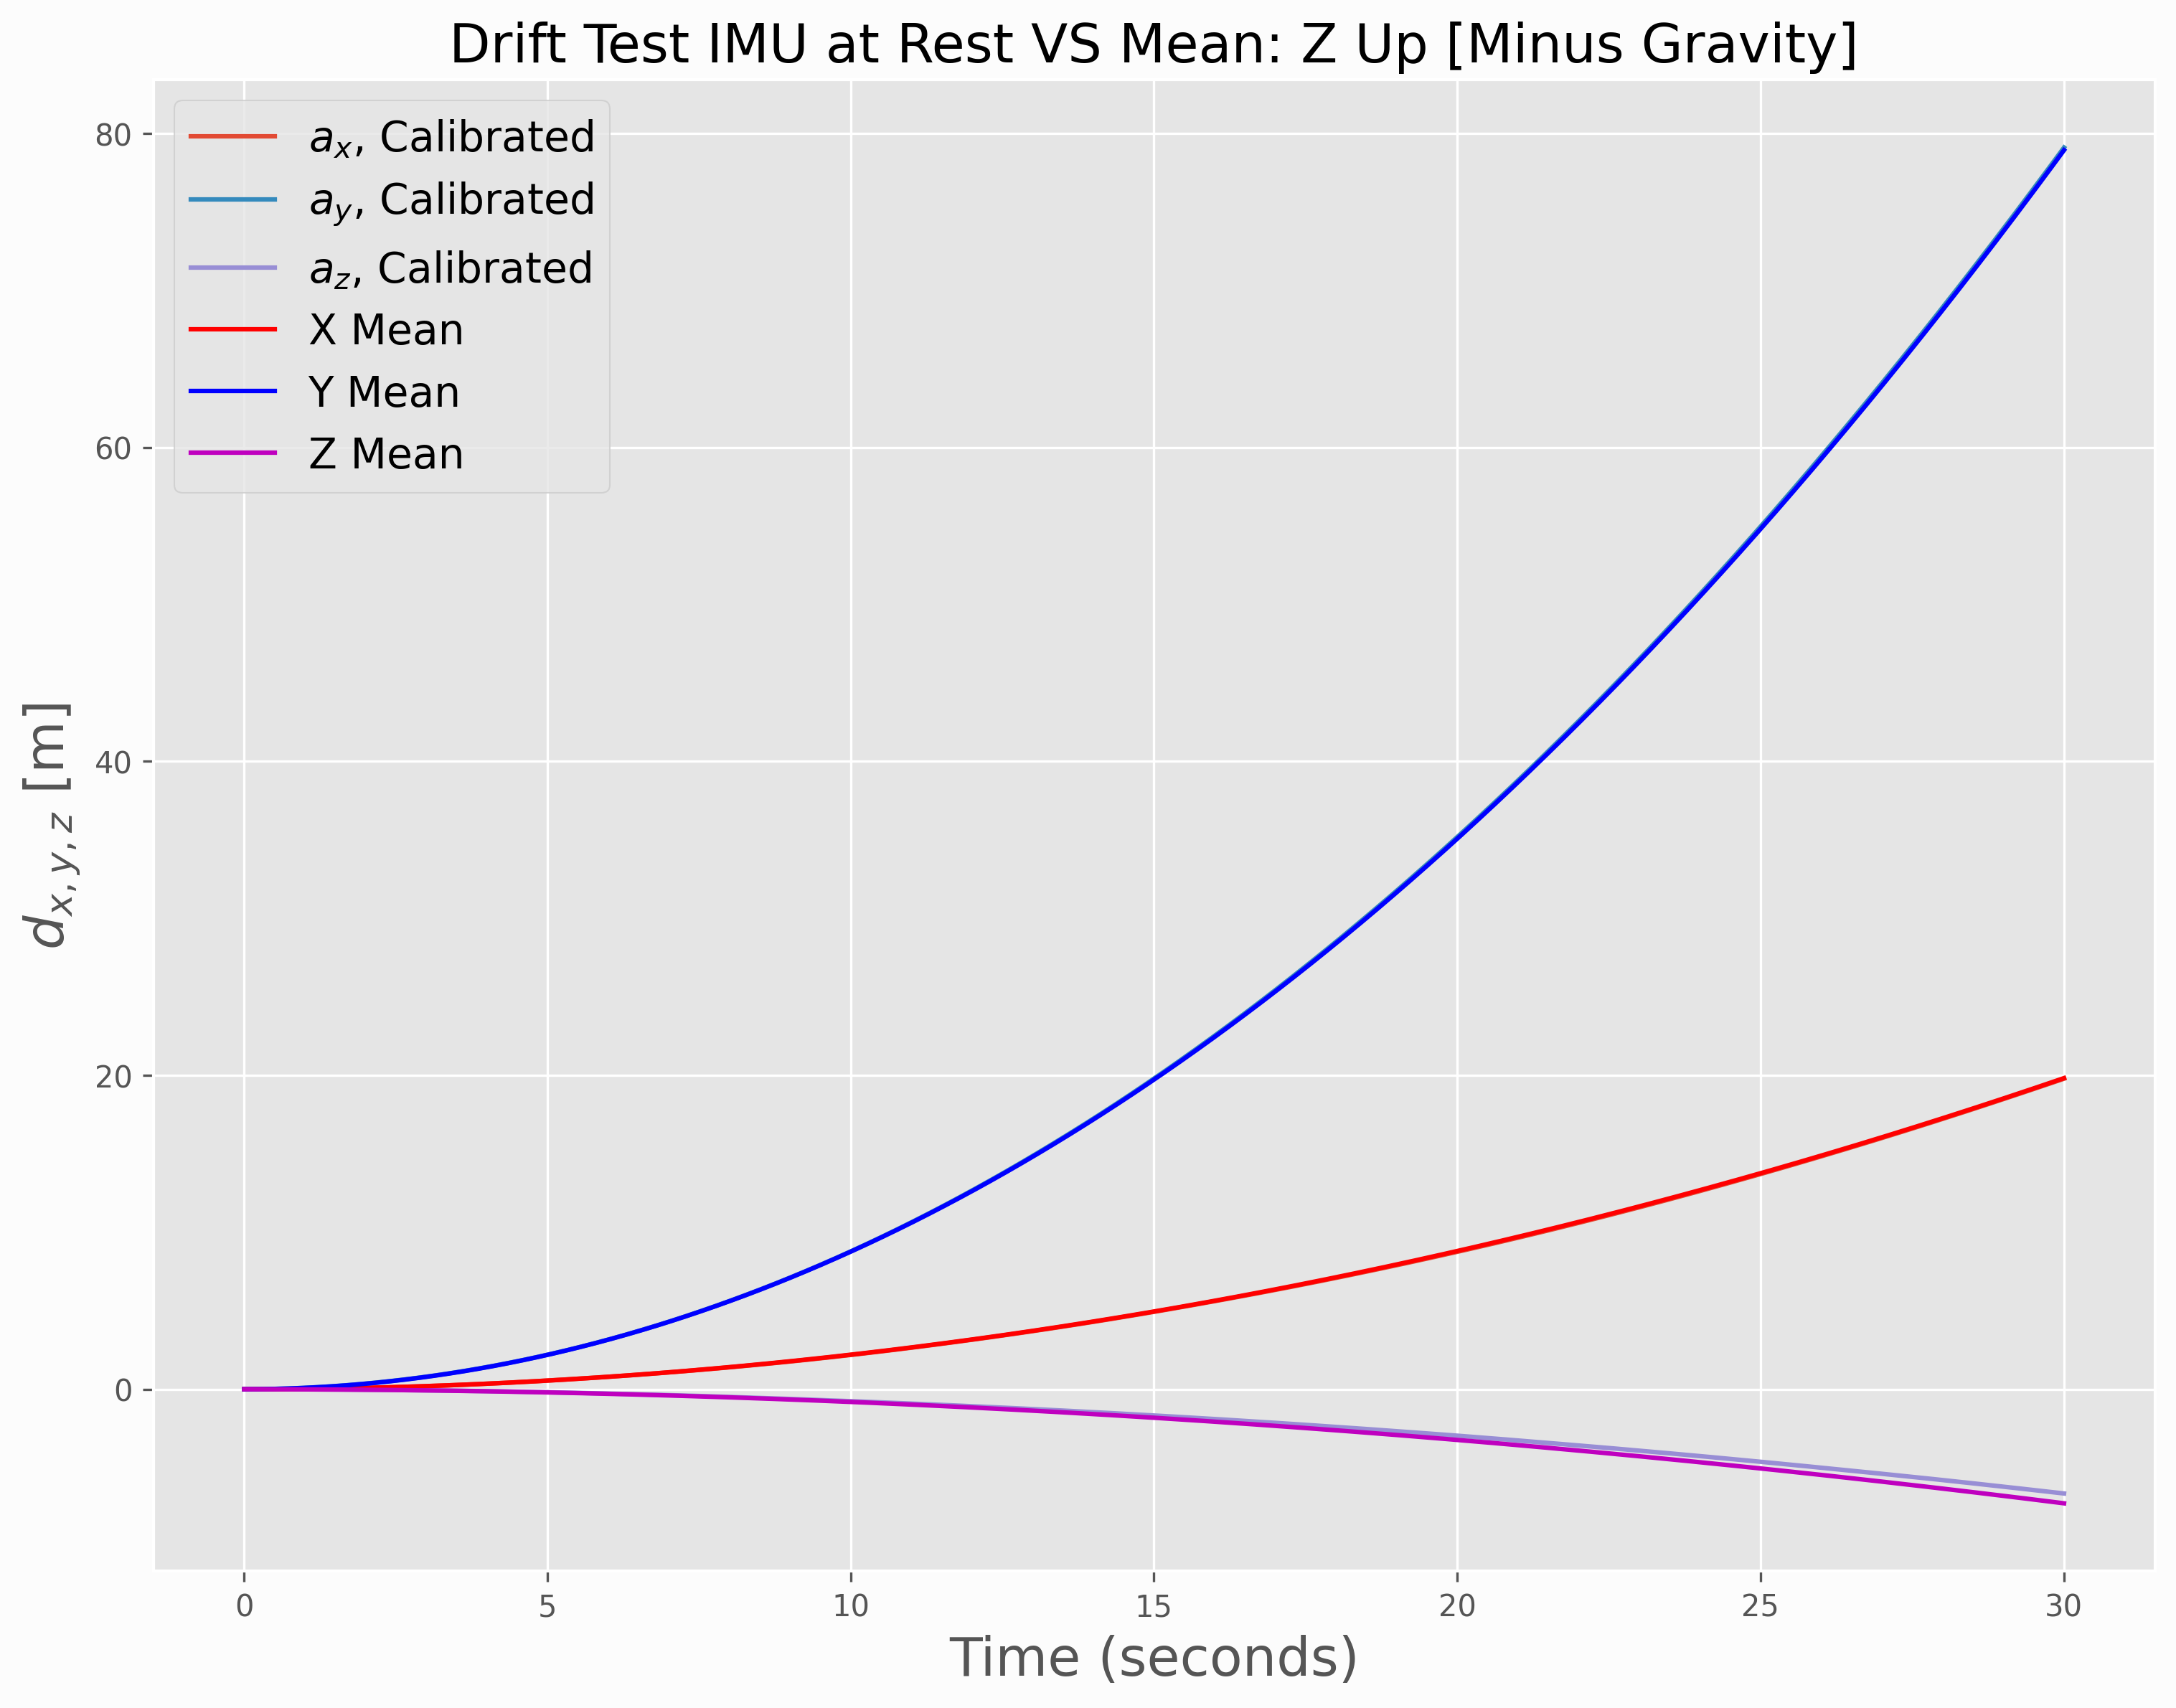 Drift Test IMU at Rest VS Mean: Z Up [Minus Gravity]
a_x, Calibrated
a_y, Calibrated
a_z, Calibrated
X Mean
Y Mean
Z Mean
80
60
40
20
0
d_{x,y,z} [m]
0 5 10 15 20 25 30
Time (seconds)